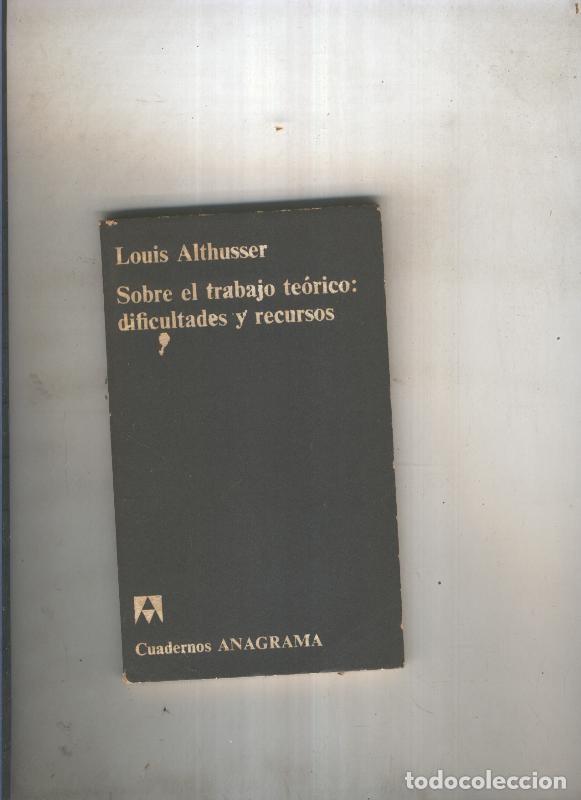 Louis Althusser
Sobre el trabajo teórico:
dificultades y recursos
Cuadernos ANAGRAMA
todocoleccion